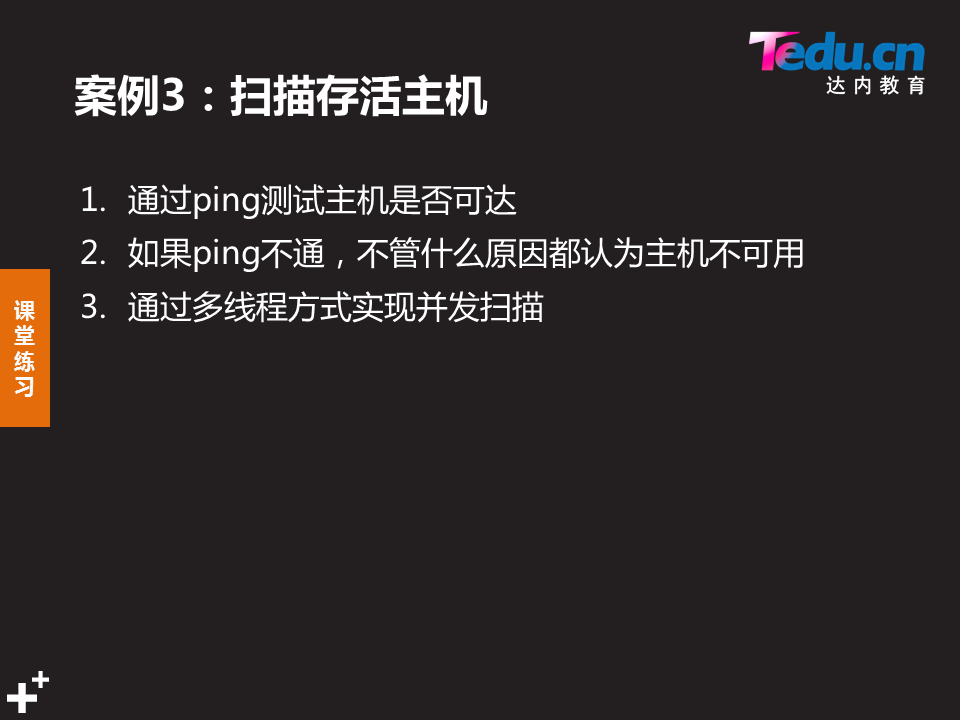 Tedu.cn
达内教育
案例3：扫描存活主机
1. 通过ping测试主机是否可达
2. 如果ping不通，不管什么原因都认为主机不可用
3. 通过多线程方式实现并发扫描
课
堂
练
习